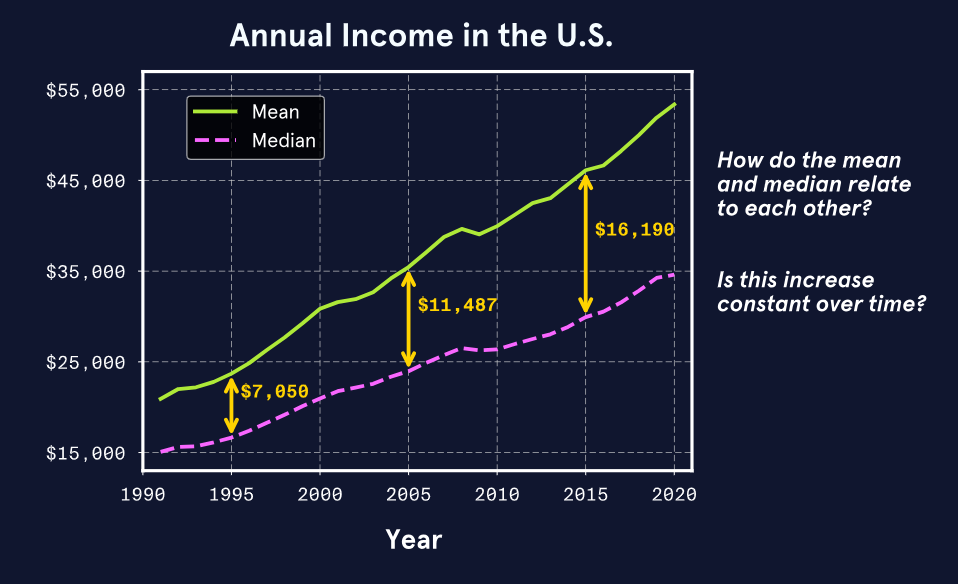 Annual Income in the U.S.
$55,000
$45,000
$35,000
$25,000
$15,000
Mean
Median
$7,050
$11,487
$16,190
1990 1995 2000 2005 2010 2015 2020
Year
How do the mean
and median relate
to each other?
Is this increase
constant over time?